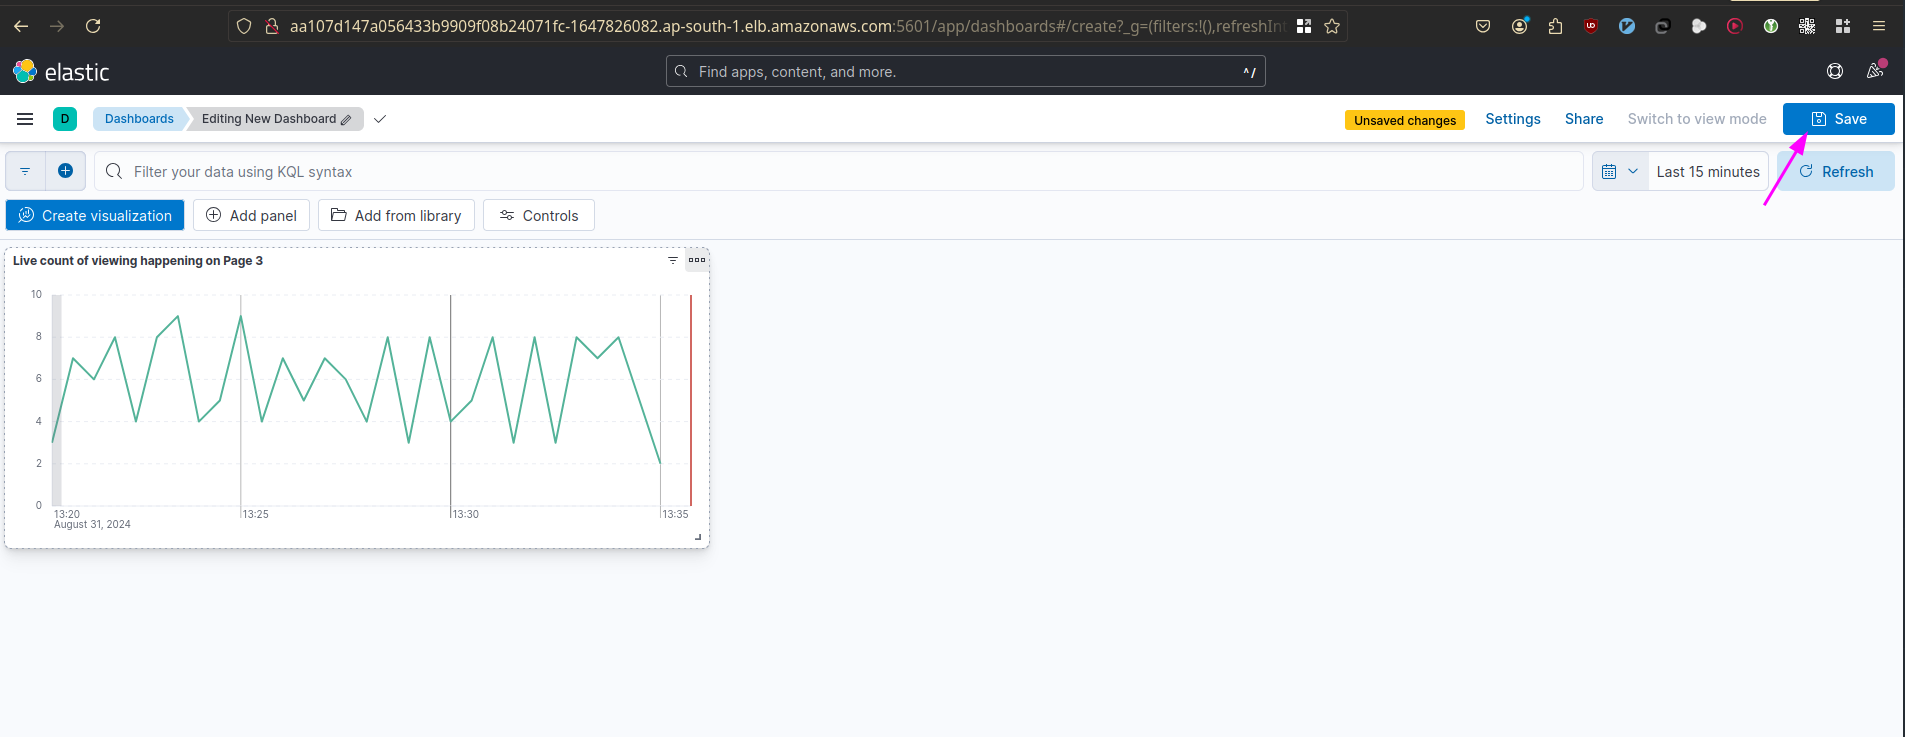 aa107d147a056433b9909f08b24071fc-1647826082.ap-south-1.elb.amazonaws.com:5601/app/dashboards#/create?_g=(filters:!(),refreshInt
elastic
Find apps, content, and more.
^/
D
Dashboards
Editing New Dashboard
Unsaved changes
Settings
Share
Switch to view mode
Save
Filter your data using KQL syntax
Last 15 minutes
Refresh
Create visualization
Add panel
Add from library
Controls
Live count of viewing happening on Page 3
10
8
6
4
2
0
13:20
13:25
13:30
13:35
August 31, 2024